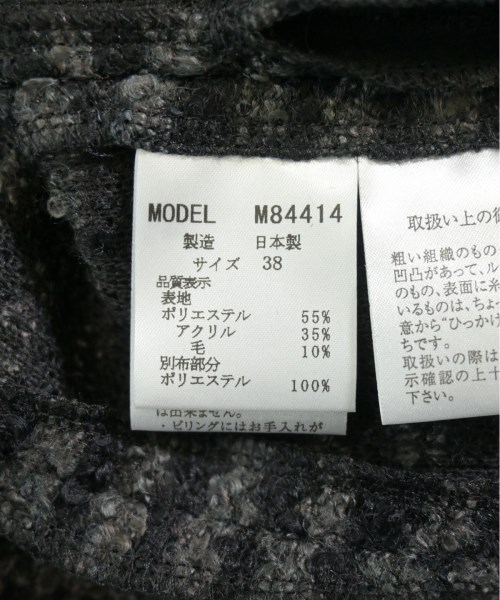 MODEL M84414
製造 日本製
サイズ 38
品質表示
表地
ポリエステル 55%
アクリル 35%
毛 10%
別布部分
ポリエステル 100%
は出来ません。
・ピリングにはお手入れが
取扱い上の
粗い組織のもの
凹凸があって、ル
のもの、表面に糸
いるものは、ちょ
意から“ひっかけ
ちです。
取扱いの際は
示確認の上十
下さい。